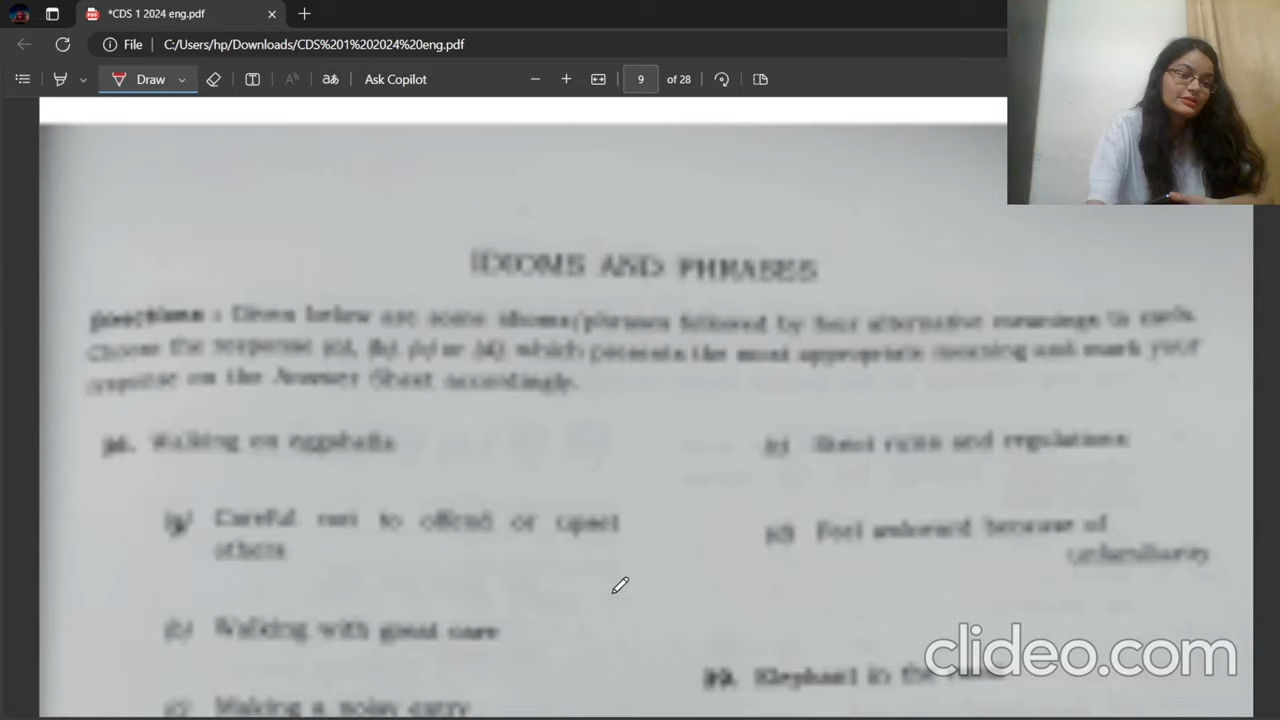 *CDS 1 2024 eng.pdf
File C:/Users/hp/Downloads/CDS%201%202024%20eng.pdf
Draw aあ Ask Copilot 9 of 28
IDIOMS AND PHRASES
Directions : Given below are some idioms/phrases followed by four alternative meanings to each.
Choose the response (a), (b), (c) or (d), which presents the most appropriate meaning and mark your
response on the Answer Sheet accordingly.
Walking on eggshells
(a) Careful not to offend or upset
others
(b) Walking with great care
(c) Making a noisy
(c) Strict rules and regulations
(d) Feel awkward because of
unfamiliarity
Elephant in the room
clideo.com